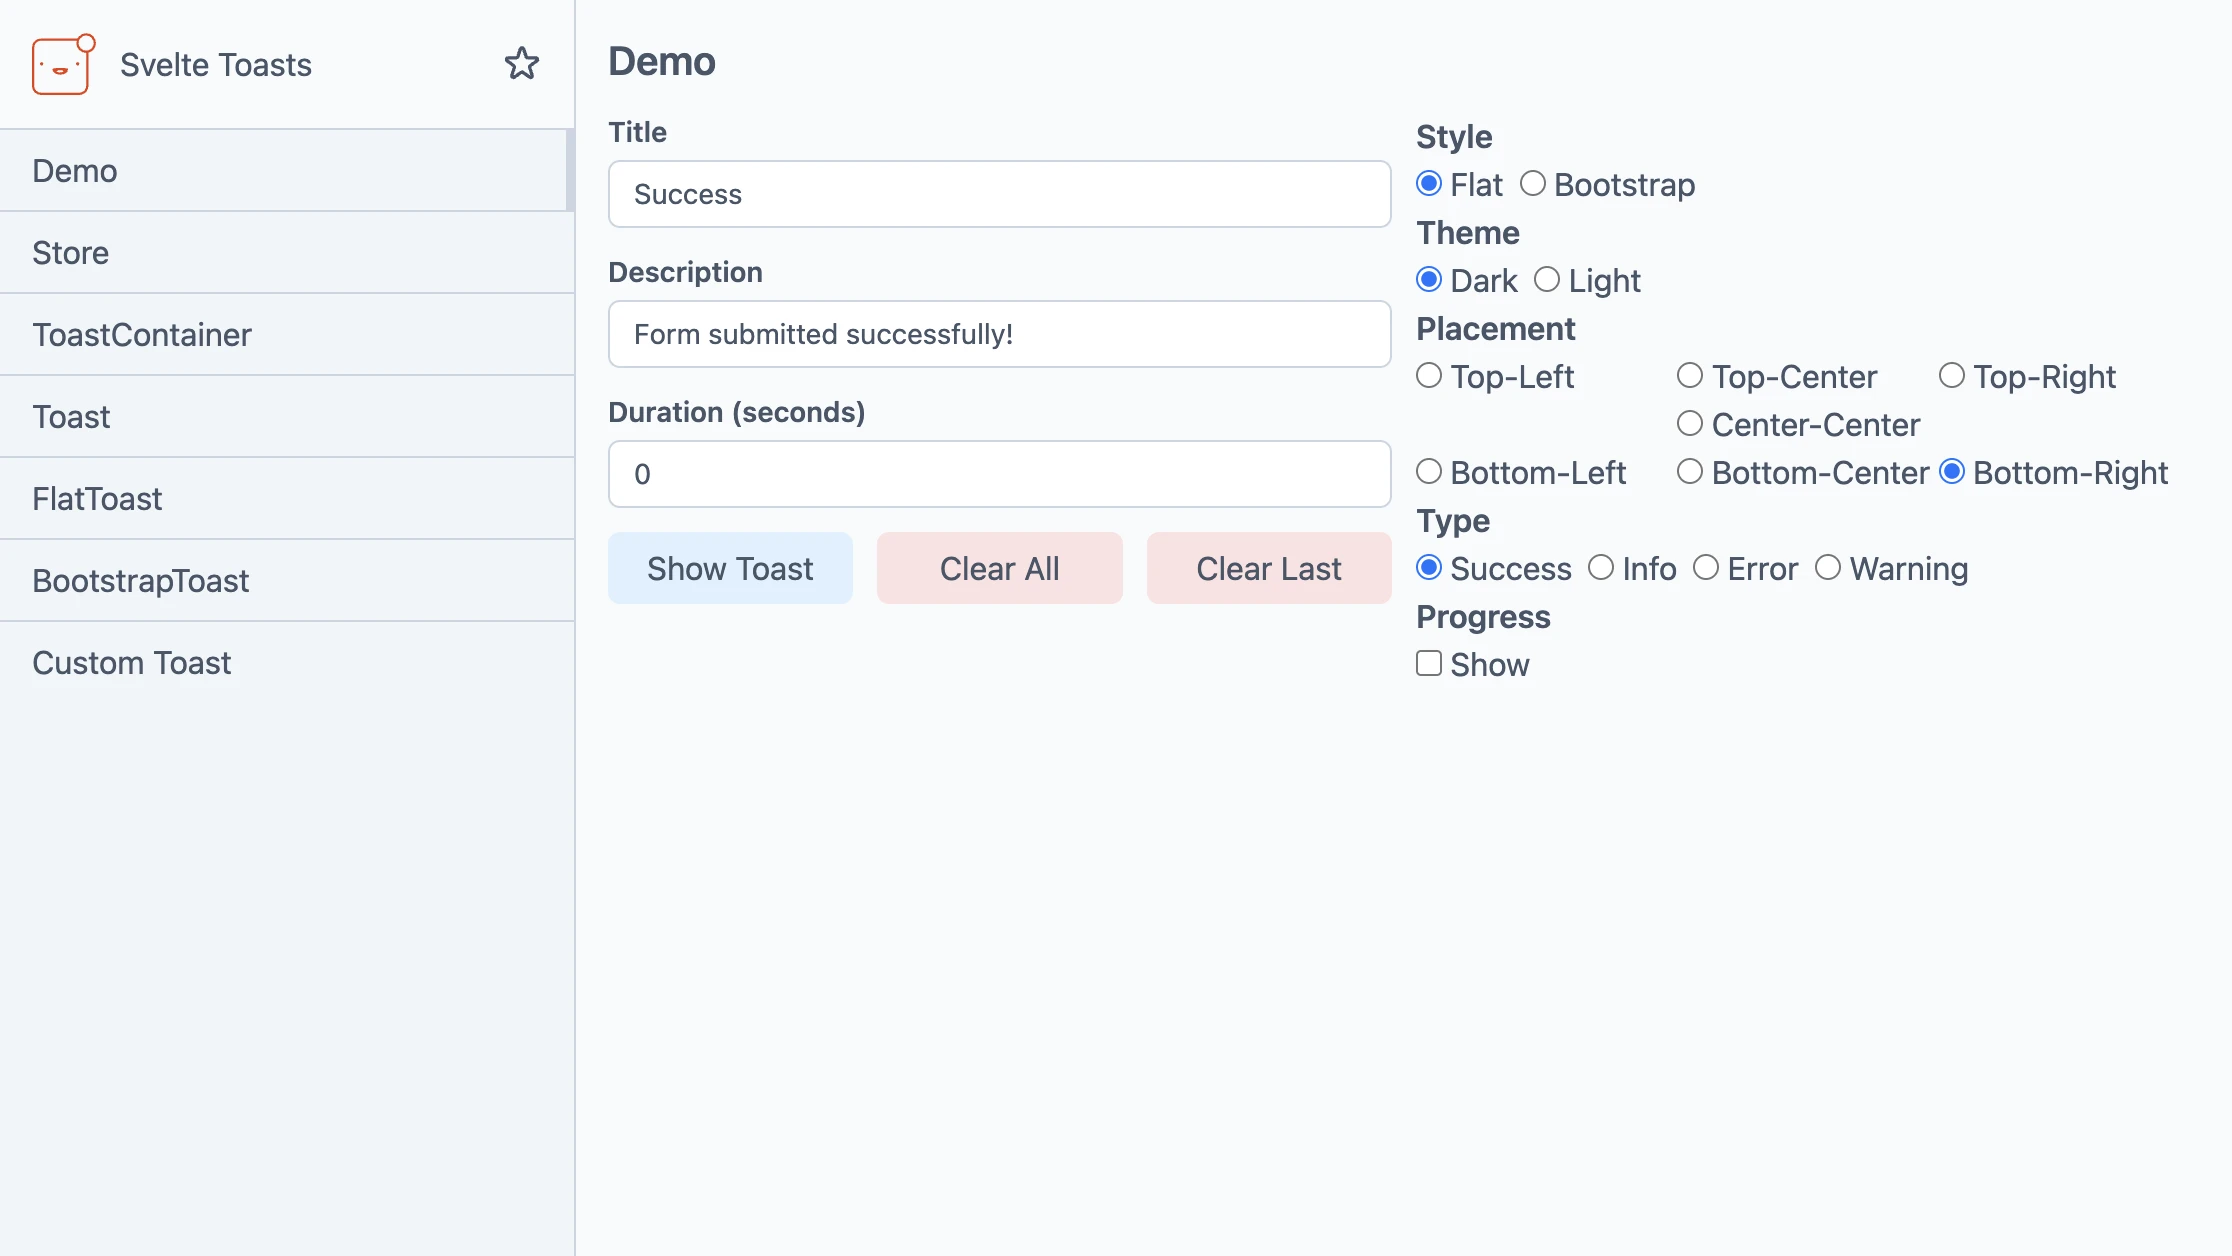 Svelte Toasts
Demo
Store
ToastContainer
Toast
FlatToast
BootstrapToast
Custom Toast
Demo
Title
Success
Description
Form submitted successfully!
Duration (seconds)
0
Show Toast Clear All Clear Last
Style
Flat Bootstrap
Theme
Dark Light
Placement
Top-Left Top-Center Top-Right
Center-Center
Bottom-Left Bottom-Center Bottom-Right
Type
Success Info Error Warning
Progress
Show